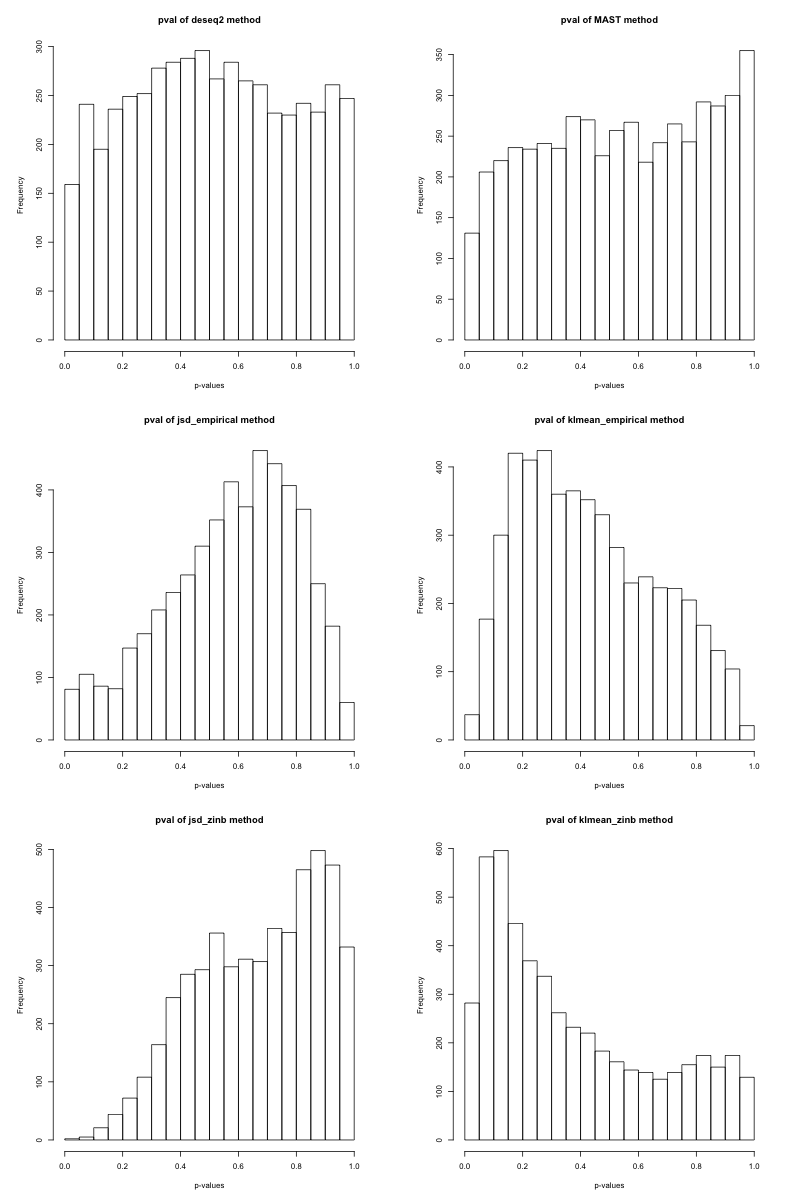 pval of deseq2 method
Frequency
0 50 100 150 200 250 300
0.0 0.2 0.4 0.6 0.8 1.0
p-values
pval of MAST method
Frequency
0 50 100 150 200 250 300 350
0.0 0.2 0.4 0.6 0.8 1.0
p-values
pval of jsd_empirical method
Frequency
0 100 200 300 400
0.0 0.2 0.4 0.6 0.8 1.0
p-values
pval of klmean_empirical method
Frequency
0 100 200 300 400
0.0 0.2 0.4 0.6 0.8 1.0
p-values
pval of jsd_zinb method
Frequency
0 100 200 300 400 500
0.0 0.2 0.4 0.6 0.8 1.0
p-values
pval of klmean_zinb method
Frequency
0 100 200 300 400 500 600
0.0 0.2 0.4 0.6 0.8 1.0
p-values